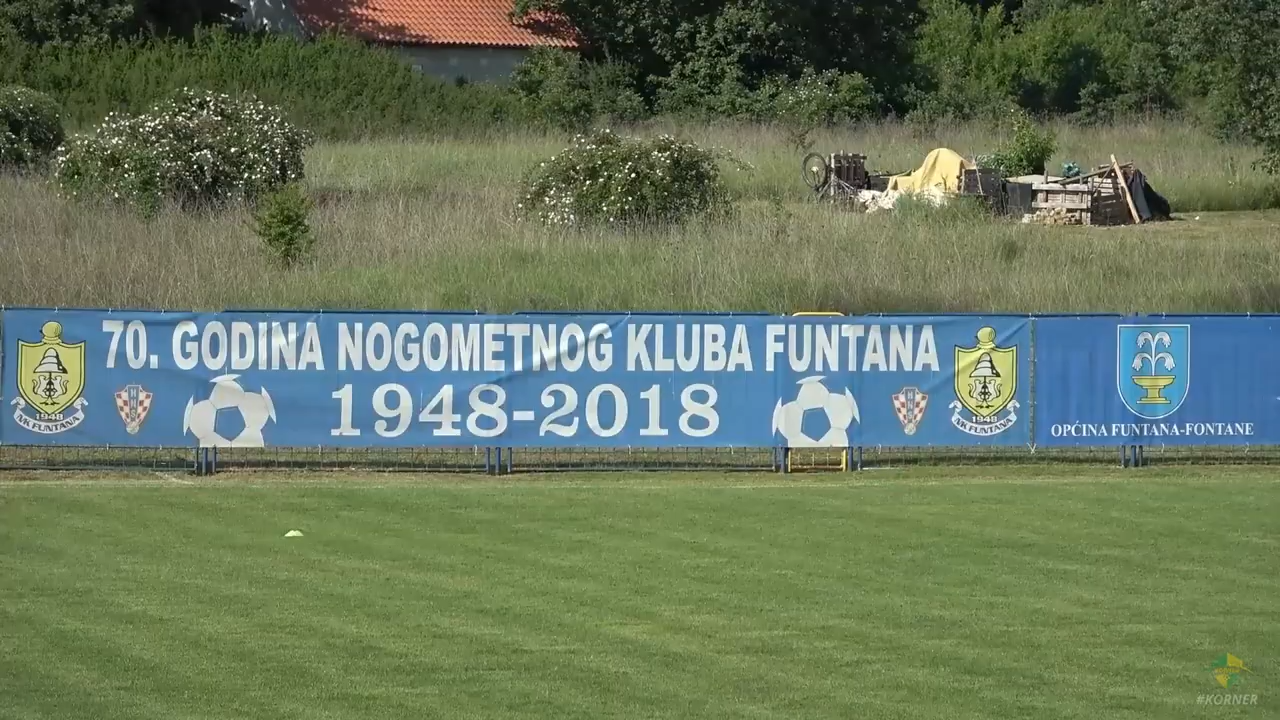 70. GODINA NOGOMETNOG KLUBA FUNTANA
1948-2018
1948
NK FUNTANA
1948
NK FUNTANA
OPĆINA FUNTANA-FONTANE
#KORNER